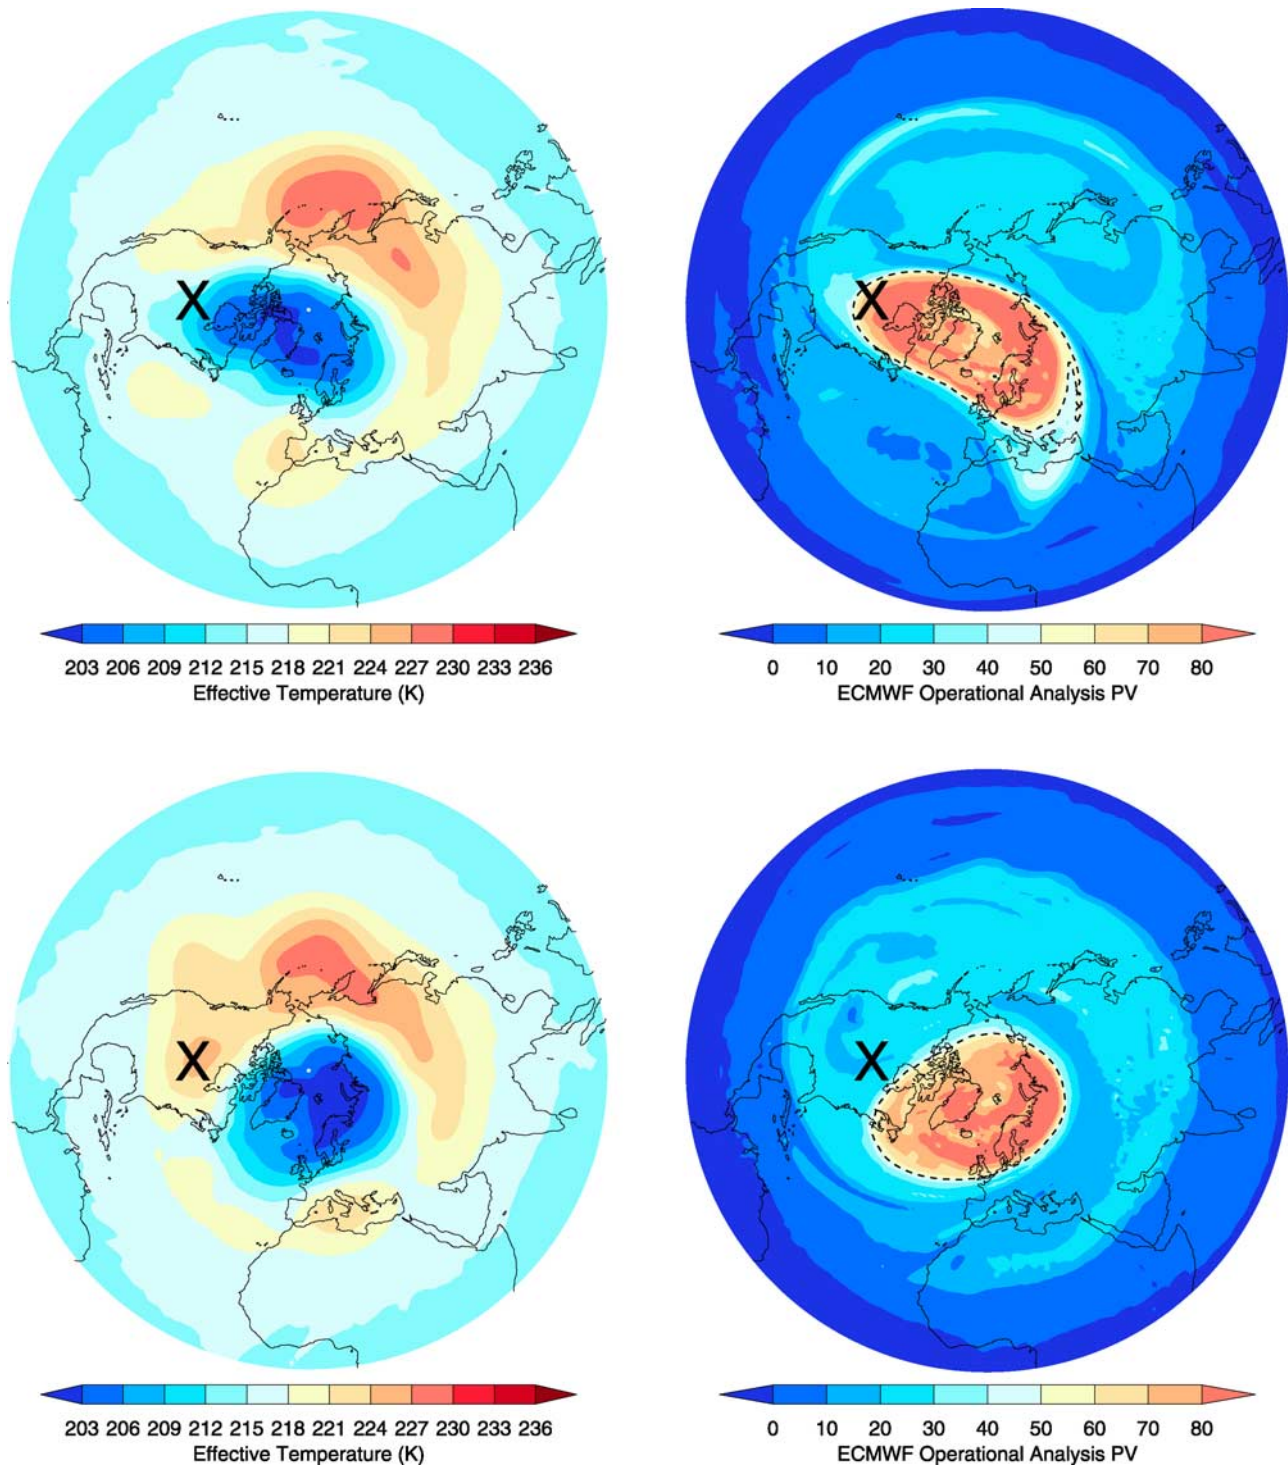 X
X
203 206 209 212 215 218 221 224 227 230 233 236
Effective Temperature (K)
0 10 20 30 40 50 60 70 80
ECMWF Operational Analysis PV
X
X
203 206 209 212 215 218 221 224 227 230 233 236
Effective Temperature (K)
0 10 20 30 40 50 60 70 80
ECMWF Operational Analysis PV